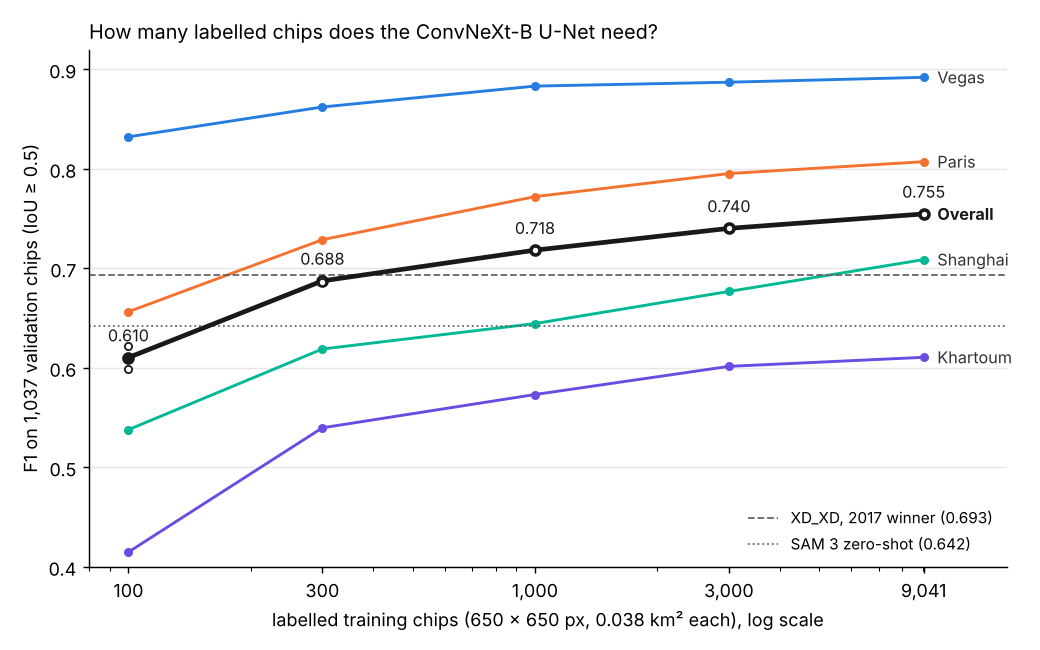 How many labelled chips does the ConvNeXt-B U-Net need?
F1 on 1,037 validation chips (IoU ≥ 0.5)
0.9
0.8
0.7
0.6
0.5
0.4
Vegas
Paris
Overall
Shanghai
Khartoum
0.610
0.688
0.718
0.740
0.755
XD_XD, 2017 winner (0.693)
SAM 3 zero-shot (0.642)
100
300
1,000
3,000
9,041
labelled training chips (650 × 650 px, 0.038 km² each), log scale